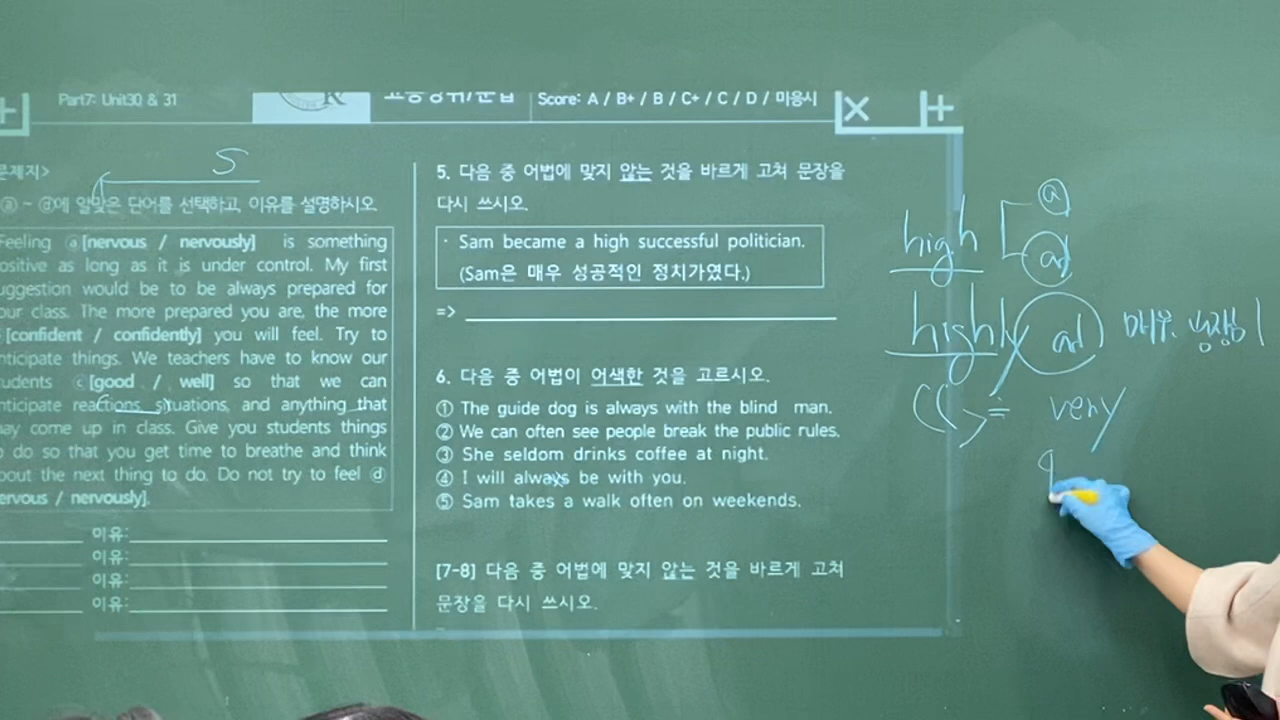 Part7: Unit30 & 31
K
고등영위/문법
Score: A / B+ / B / C+ / C / D / 미응시
문제지>
S
ⓐ ~ ⓓ에 알맞은 단어를 선택하고, 이유를 설명하시오.
Feeling ⓐ[nervous / nervously] is something
ositive as long as it is under control. My first
uggestion would be to be always prepared for
our class. The more prepared you are, the more
[confident / confidently] you will feel. Try to
nticipate things. We teachers have to know our
tudents ⓒ[good / well] so that we can
nticipate reactions, situations, and anything that
ay come up in class. Give you students things
o do so that you get time to breathe and think
bout the next thing to do. Do not try to feel ⓓ
ervous / nervously].
이유:
이유:
이유:
이유:
5. 다음 중 어법에 맞지 않는 것을 바르게 고쳐 문장을
다시 쓰시오.
· Sam became a high successful politician.
(Sam은 매우 성공적인 정치가였다.)
=>
6. 다음 중 어법이 어색한 것을 고르시오.
① The guide dog is always with the blind man.
② We can often see people break the public rules.
③ She seldom drinks coffee at night.
④ I will always be with you.
⑤ Sam takes a walk often on weekends.
[7-8] 다음 중 어법에 맞지 않는 것을 바르게 고쳐
문장을 다시 쓰시오.
high ⓐ
ad
highly ad 매우, 굉장히
= very